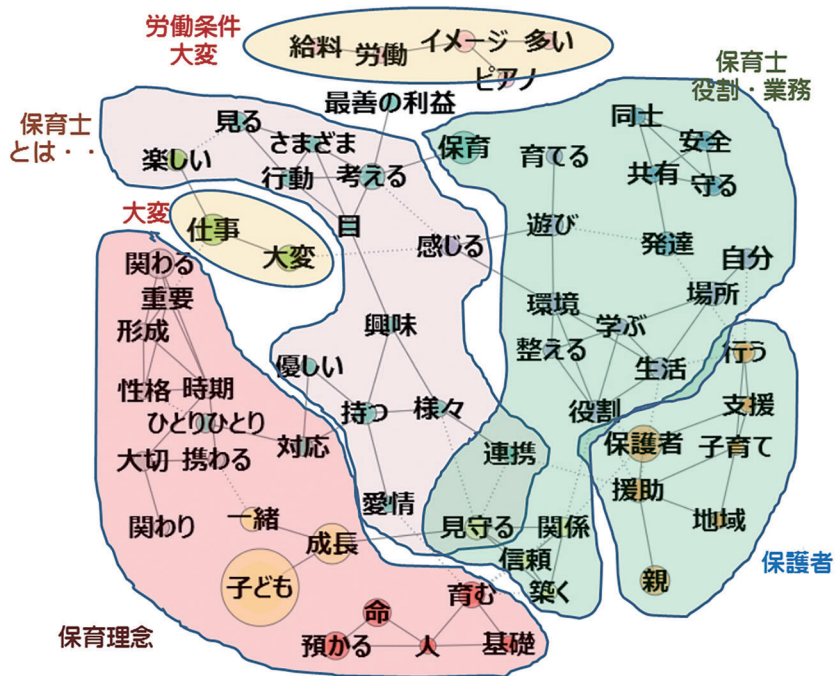 労働条件
大変
給料
労働
イメージ
多い
ピアノ
保育士
役割・業務
最善の利益
保育士
とは・・
見る
さまざま
楽しい
行動
考える
目
感じる
保育
育てる
同士
安全
共有
守る
遊び
発達
自分
場所
環境
学ぶ
整える
生活
役割
大変
仕事
大変
関わる
重要
形成
性格
時期
ひとりひとり
大切
携わる
対応
関わり
一緒
成長
子ども
興味
優しい
持つ
様々
愛情
連携
見守る
関係
信頼
築く
行う
支援
保護者
子育て
援助
地域
親
保護者
保育理念
育む
命
預かる
人
基礎